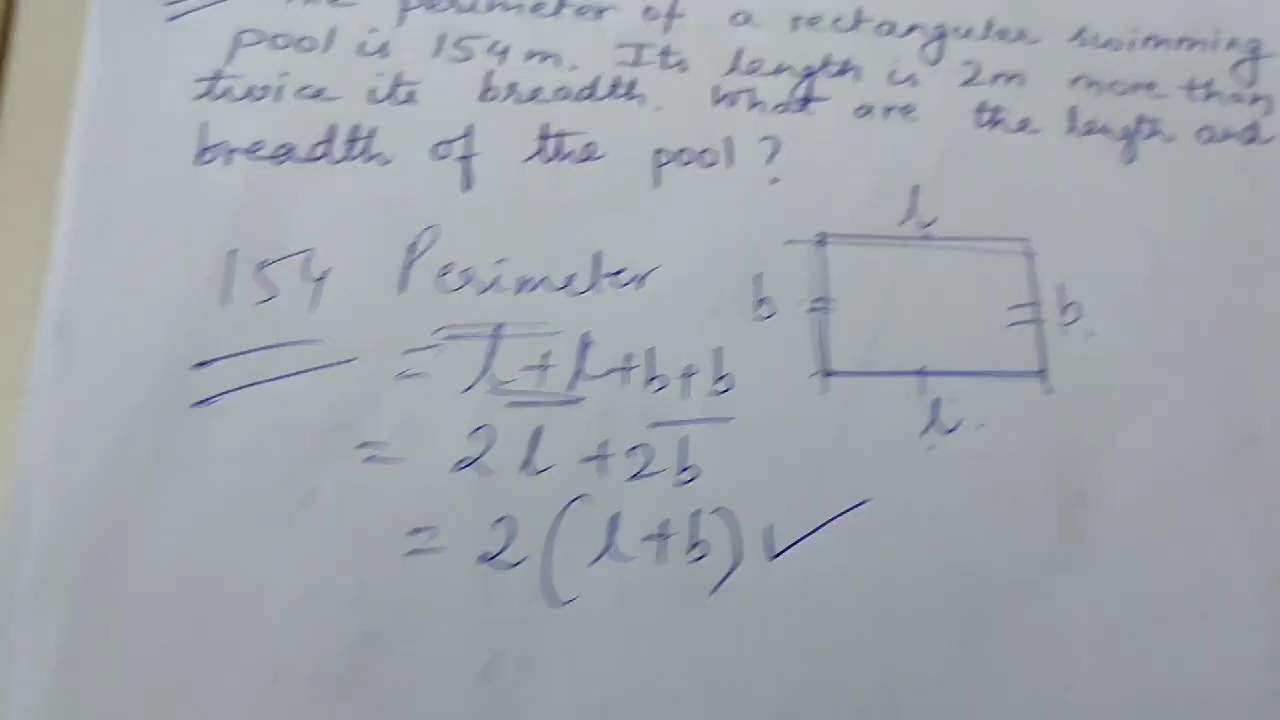 The perimeter of a rectangular swimming
pool is 154 m. Its length is 2m more than
twice its breadth. What are the length and
breadth of the pool?
154 Perimeter
= l+l+b+b
= 2l+2b
= 2(l+b) ✓
l
b
b.
l.